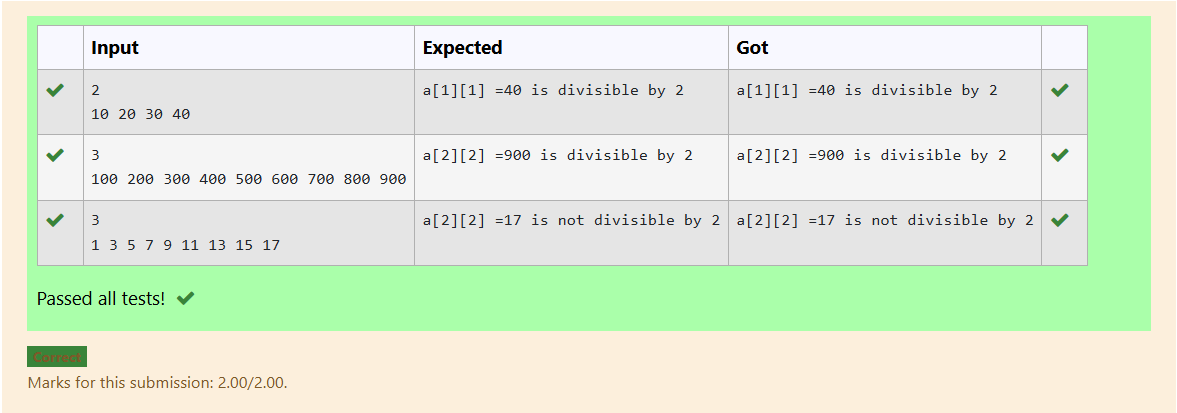 Input Expected Got
2 a[1][1] =40 is divisible by 2 a[1][1] =40 is divisible by 2
10 20 30 40
3 a[2][2] =900 is divisible by 2 a[2][2] =900 is divisible by 2
100 200 300 400 500 600 700 800 900
3 a[2][2] =17 is not divisible by 2 a[2][2] =17 is not divisible by 2
1 3 5 7 9 11 13 15 17
Passed all tests!
Correct
Marks for this submission: 2.00/2.00.